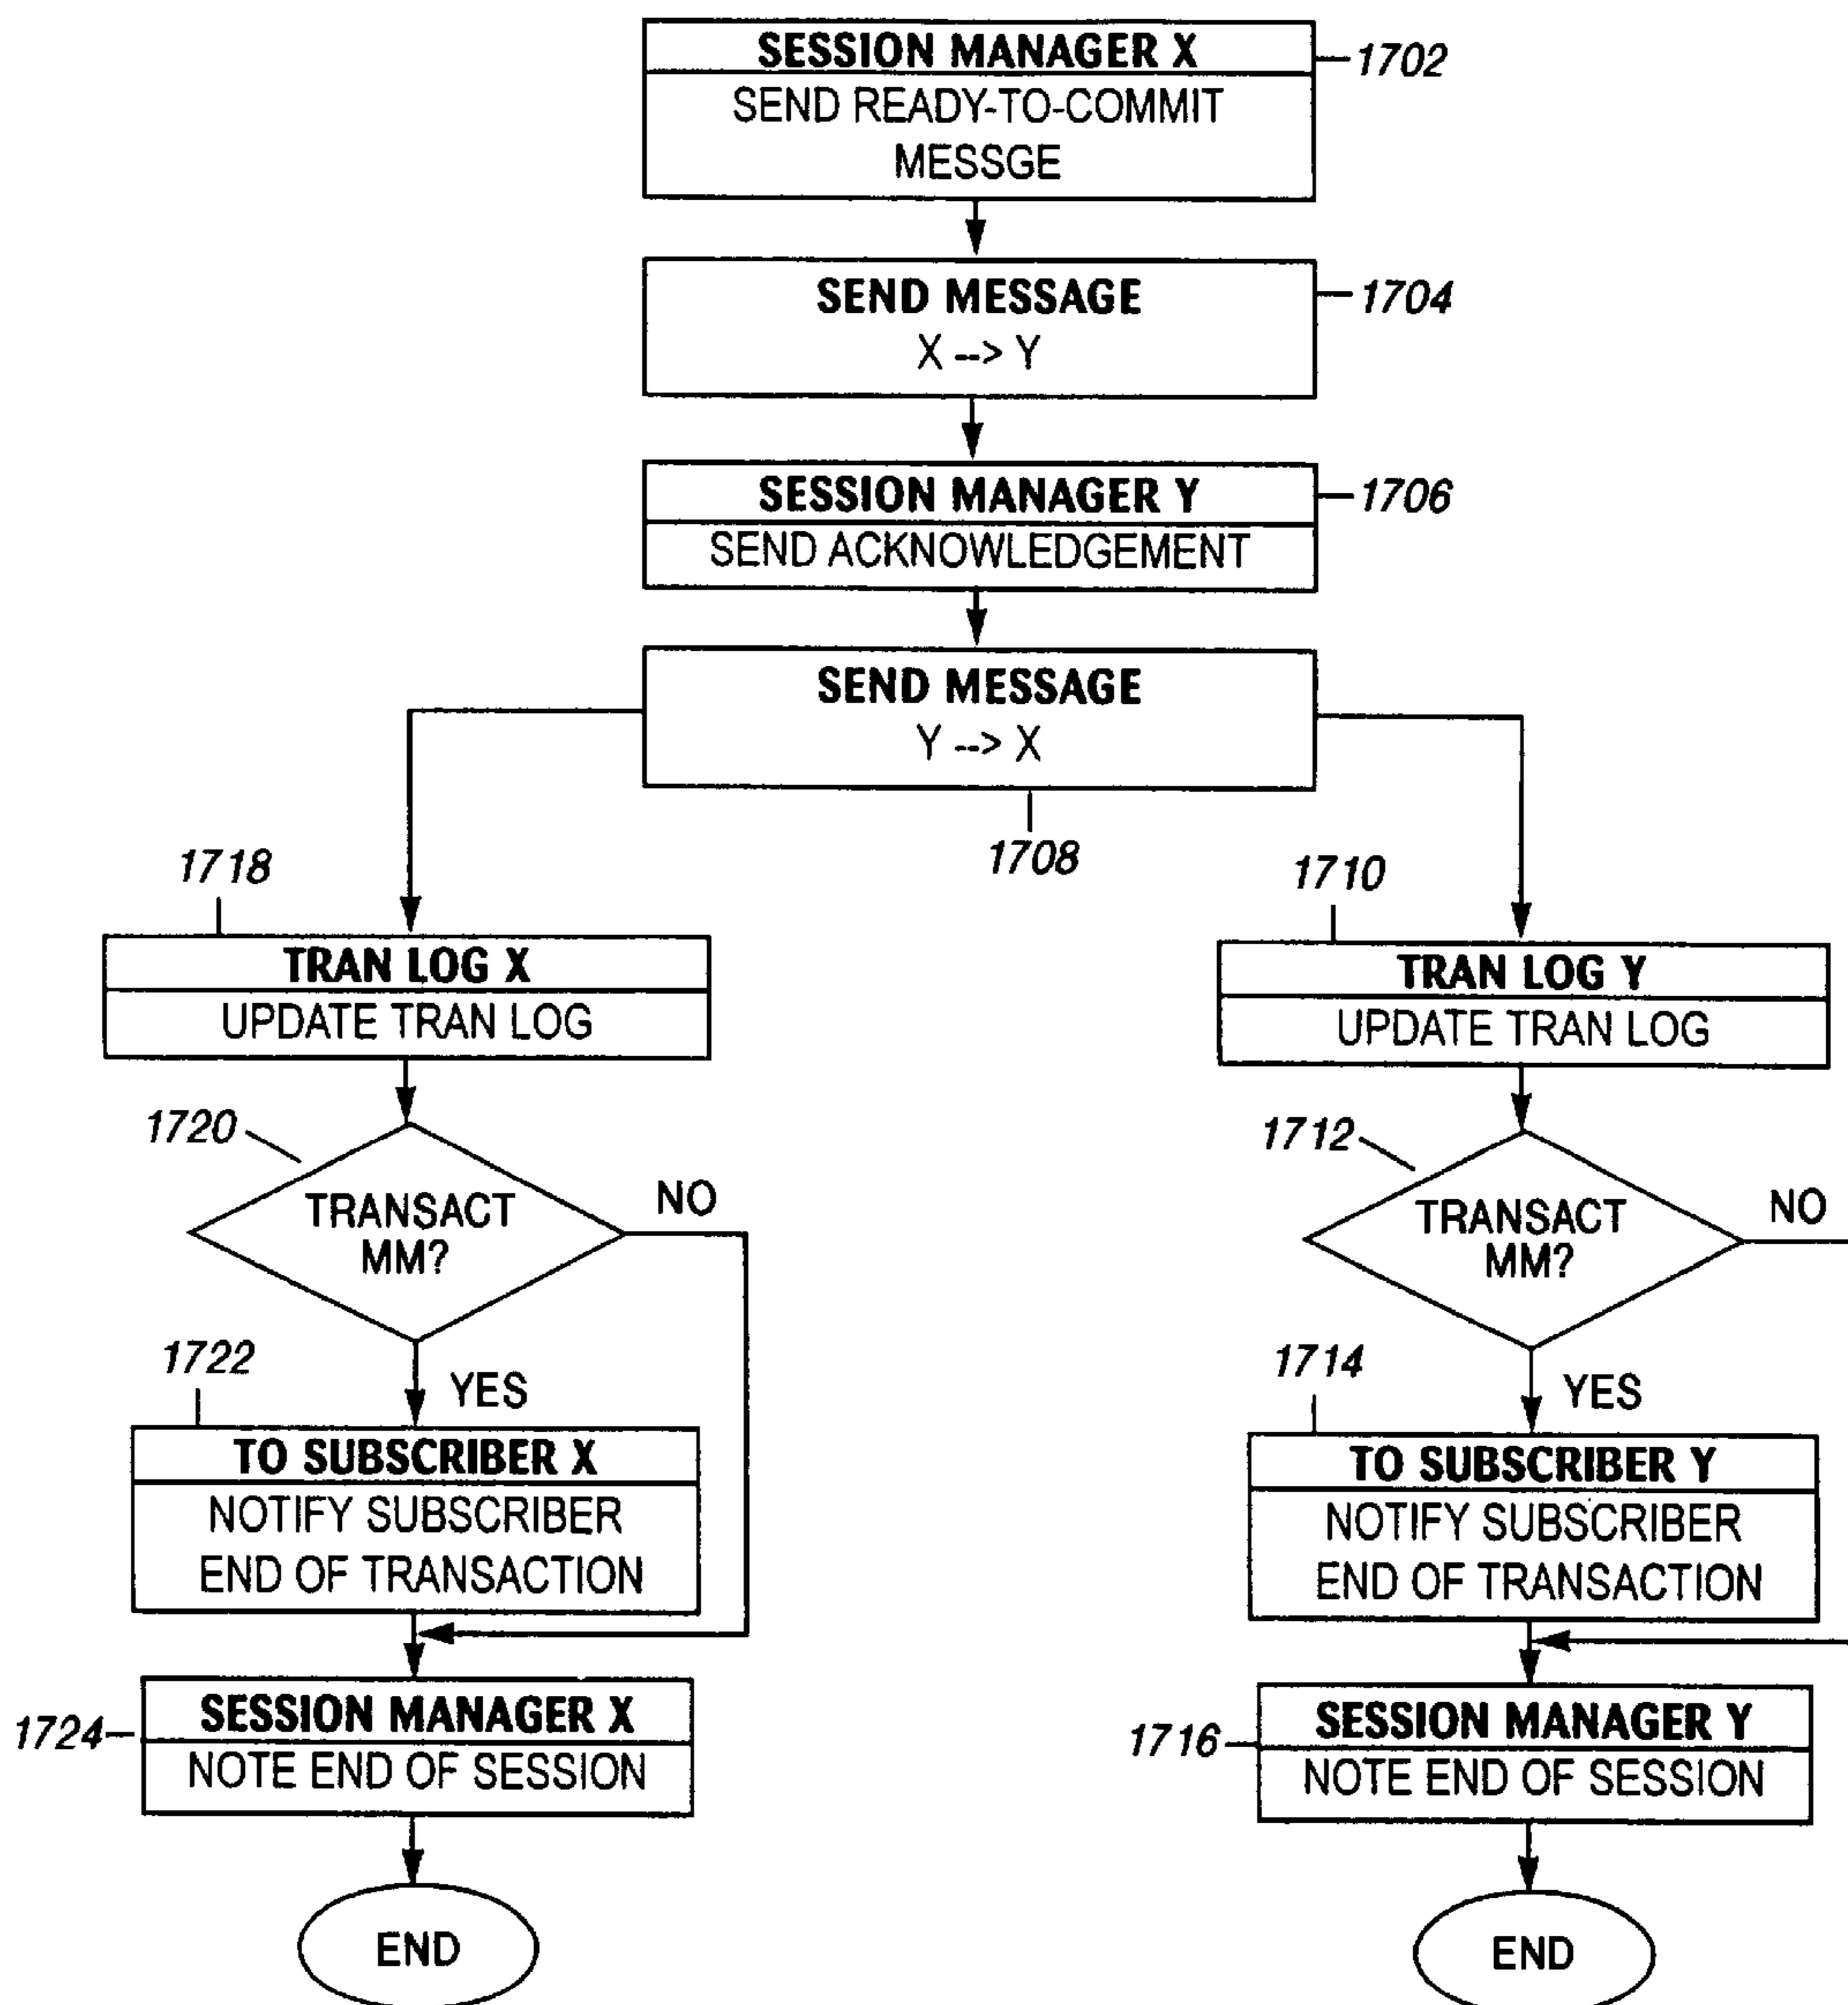 SESSION MANAGER X
1702
SEND READY-TO-COMMIT
MESSGE
SEND MESSAGE
1704
X --> Y
SESSION MANAGER Y
1706
SEND ACKNOWLEDGEMENT
SEND MESSAGE
Y --> X
1708
1718
TRAN LOG X
UPDATE TRAN LOG
1720
TRANSACT
MM?
NO
YES
1722
TO SUBSCRIBER X
NOTIFY SUBSCRIBER
END OF TRANSACTION
SESSION MANAGER X
1724
NOTE END OF SESSION
END
1710
TRAN LOG Y
UPDATE TRAN LOG
1712
TRANSACT
MM?
NO
YES
1714
TO SUBSCRIBER Y
NOTIFY SUBSCRIBER
END OF TRANSACTION
SESSION MANAGER Y
1716
NOTE END OF SESSION
END